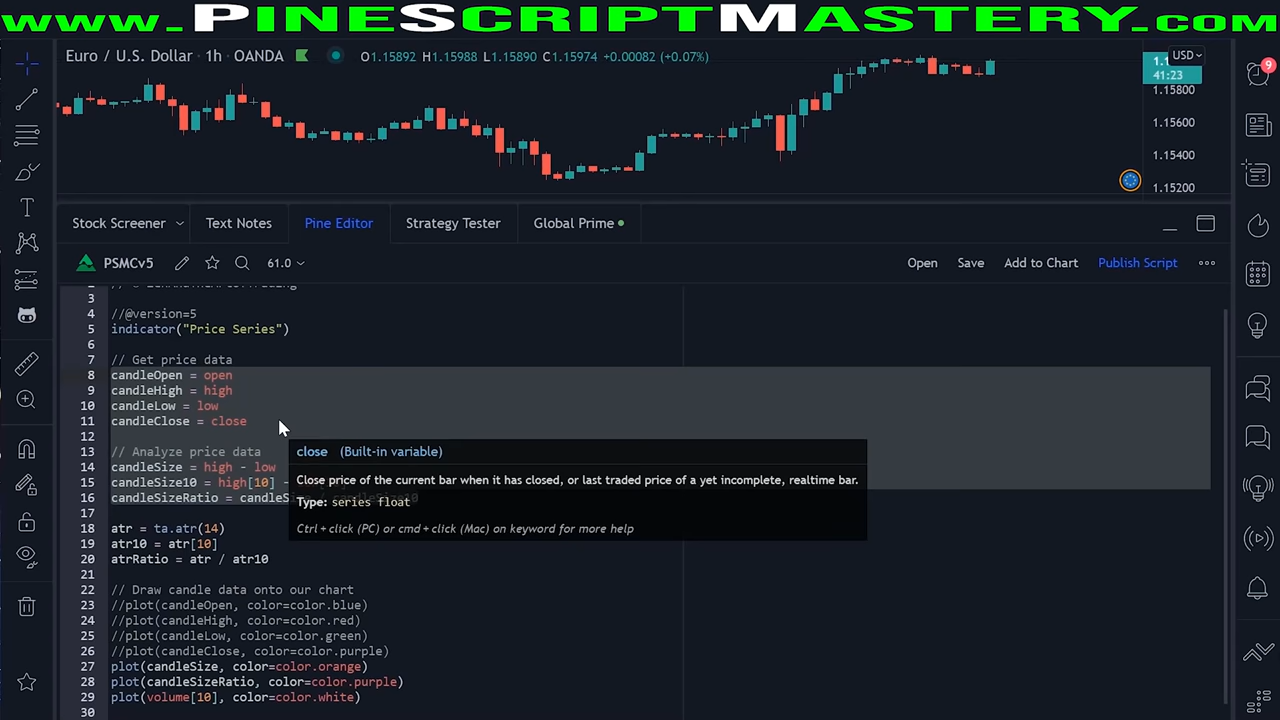 www.PineScriptMastery.com
Euro / U.S. Dollar · 1h · OANDA O1.15892 H1.15988 L1.15890 C1.15974 +0.00082 (+0.07%)
USD
41:23
1.15800
1.15600
1.15400
1.15200
9
Stock Screener Text Notes Pine Editor Strategy Tester Global Prime
PSMCv5 61.0 Open Save Add to Chart Publish Script
3
4 //@version=5
5 indicator("Price Series")
6
7 // Get price data
8 candleOpen = open
9 candleHigh = high
10 candleLow = low
11 candleClose = close
12
13 // Analyze price data
14 candleSize = high - low
15 candleSize10 = high[10] -
16 candleSizeRatio = candleSize / candleSize10
close (Built-in variable)
Close price of the current bar when it has closed, or last traded price of a yet incomplete, realtime bar.
Type: series float
Ctrl + click (PC) or cmd + click (Mac) on keyword for more help
17
18 atr = ta.atr(14)
19 atr10 = atr[10]
20 atrRatio = atr / atr10
21
22 // Draw candle data onto our chart
23 //plot(candleOpen, color=color.blue)
24 //plot(candleHigh, color=color.red)
25 //plot(candleLow, color=color.green)
26 //plot(candleClose, color=color.purple)
27 plot(candleSize, color=color.orange)
28 plot(candleSizeRatio, color=color.purple)
29 plot(volume[10], color=color.white)
30